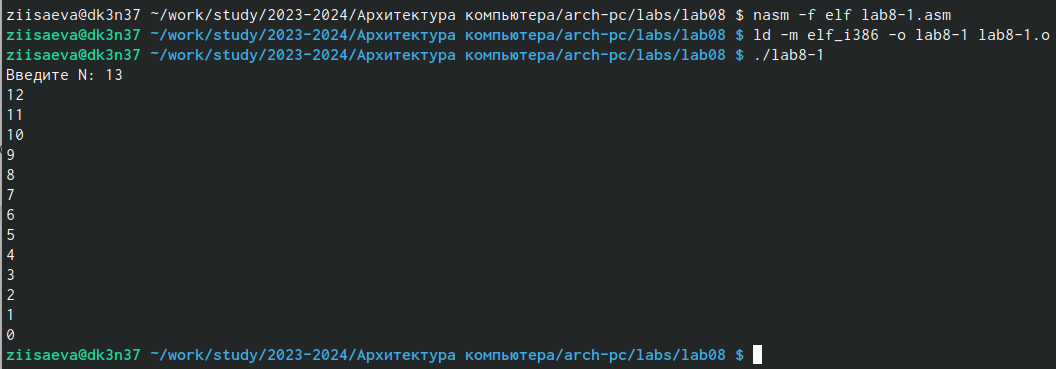 ziisaeva@dk3n37 ~/work/study/2023-2024/Архитектура компьютера/arch-pc/labs/lab08 $ nasm -f elf lab8-1.asm
ziisaeva@dk3n37 ~/work/study/2023-2024/Архитектура компьютера/arch-pc/labs/lab08 $ ld -m elf_i386 -o lab8-1 lab8-1.o
ziisaeva@dk3n37 ~/work/study/2023-2024/Архитектура компьютера/arch-pc/labs/lab08 $ ./lab8-1
Введите N: 13
12
11
10
9
8
7
6
5
4
3
2
1
0
ziisaeva@dk3n37 ~/work/study/2023-2024/Архитектура компьютера/arch-pc/labs/lab08 $